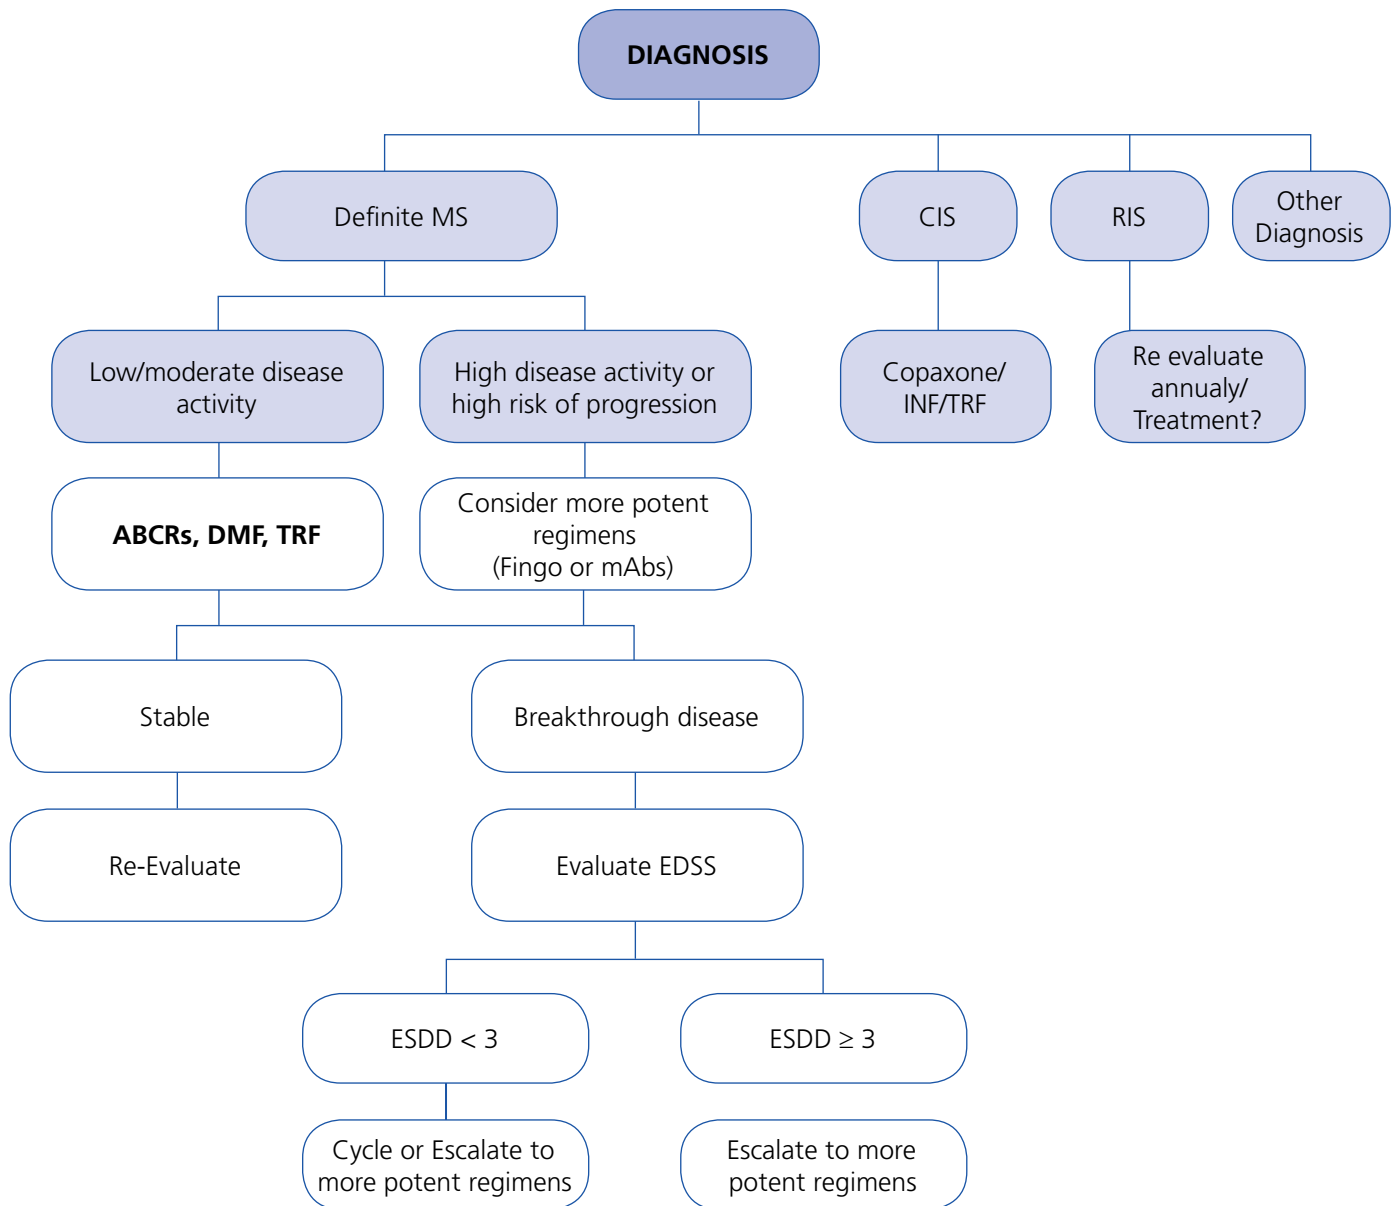 DIAGNOSIS
Definite MS
CIS
RIS
Other
Diagnosis
Low/moderate disease
activity
High disease activity or
high risk of progression
Copaxone/
INF/TRF
Re evaluate
annualy/
Treatment?
ABCRs, DMF, TRF
Consider more potent
regimens
(Fingo or mAbs)
Stable
Breakthrough disease
Re-Evaluate
Evaluate EDSS
ESDD < 3
ESDD ≥ 3
Cycle or Escalate to
more potent regimens
Escalate to more
potent regimens